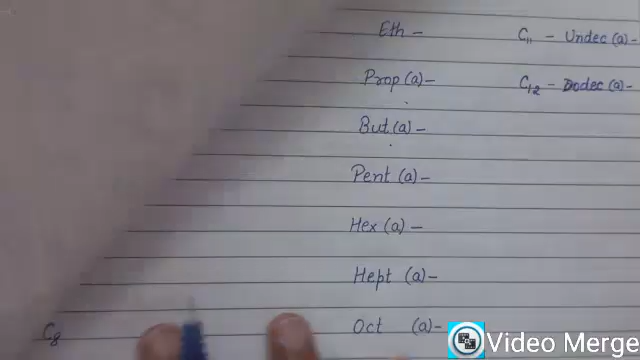 Eth – C₁₁ – Undec (a) –
Prop (a) – C₁₂ – Dodec (a) –
But (a) –
Pent (a) –
Hex (a) –
Hept (a) –
C₈ Oct (a) –
Video Merge